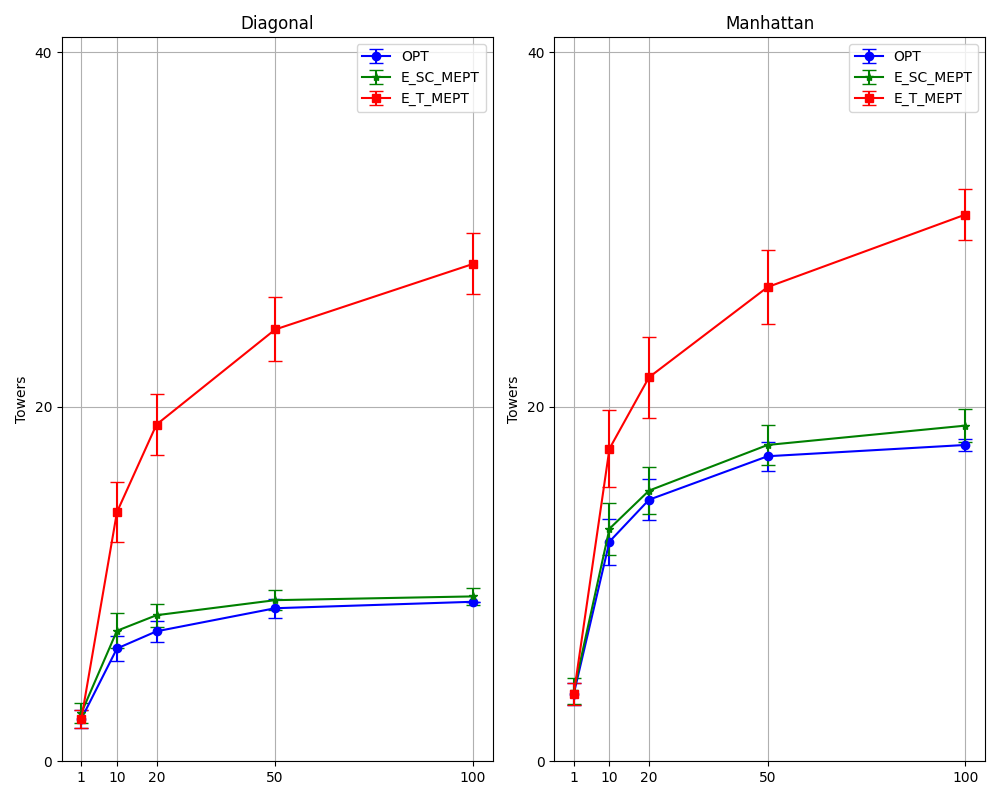 Diagonal
Towers
40
20
0
1 10 20 50 100
OPT
E_SC_MEPT
E_T_MEPT
Manhattan
Towers
40
20
0
1 10 20 50 100
OPT
E_SC_MEPT
E_T_MEPT